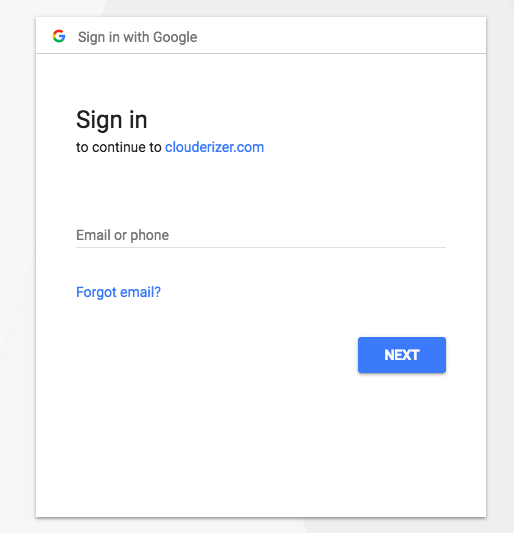 Sign in with Google
Sign in
to continue to clouderizer.com
Email or phone
Forgot email?
NEXT